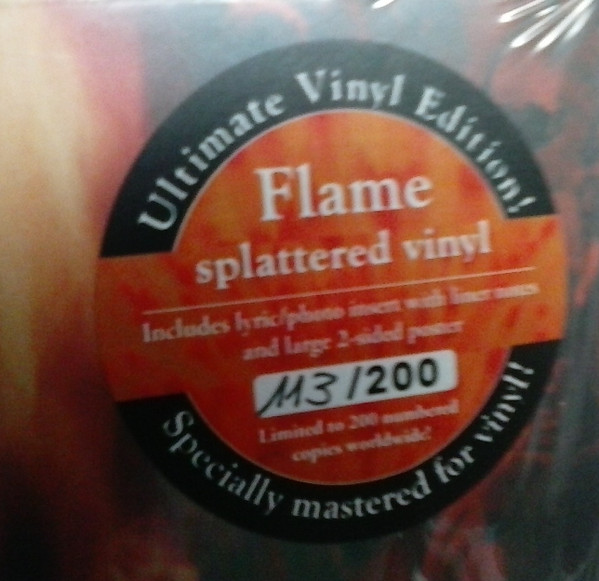 Ultimate Vinyl Edition!
Flame
splattered vinyl
Includes lyric/photo insert with liner notes
and large 2-sided poster
113/200
Limited to 200 numbered
copies worldwide!
Specially mastered for vinyl!